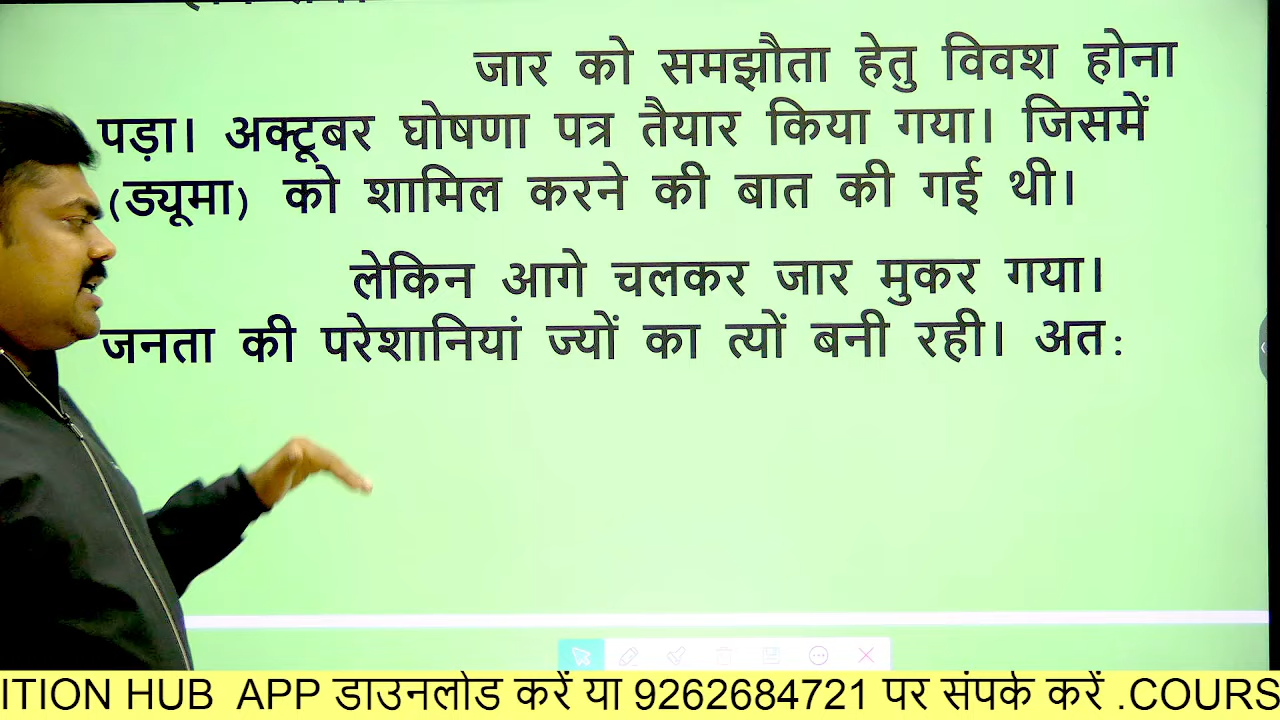 जार को समझौता हेतु विवश होना
पड़ा। अक्टूबर घोषणा पत्र तैयार किया गया। जिसमें
(ड्यूमा) को शामिल करने की बात की गई थी।
लेकिन आगे चलकर जार मुकर गया।
जनता की परेशानियां ज्यों का त्यों बनी रही। अत:
ITION HUB APP डाउनलोड करें या 9262684721 पर संपर्क करें .COURS